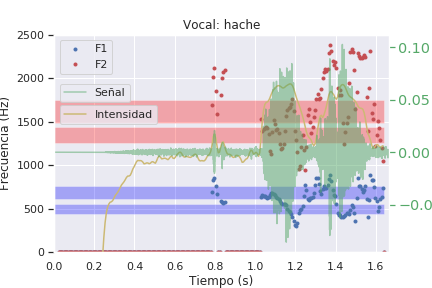 Vocal: hache
2500
2000
1500
1000
500
0
Frecuencia (Hz)
F1
F2
Señal
Intensidad
0.10
0.05
0.00
−0.0
0.0 0.2 0.4 0.6 0.8 1.0 1.2 1.4 1.6
Tiempo (s)